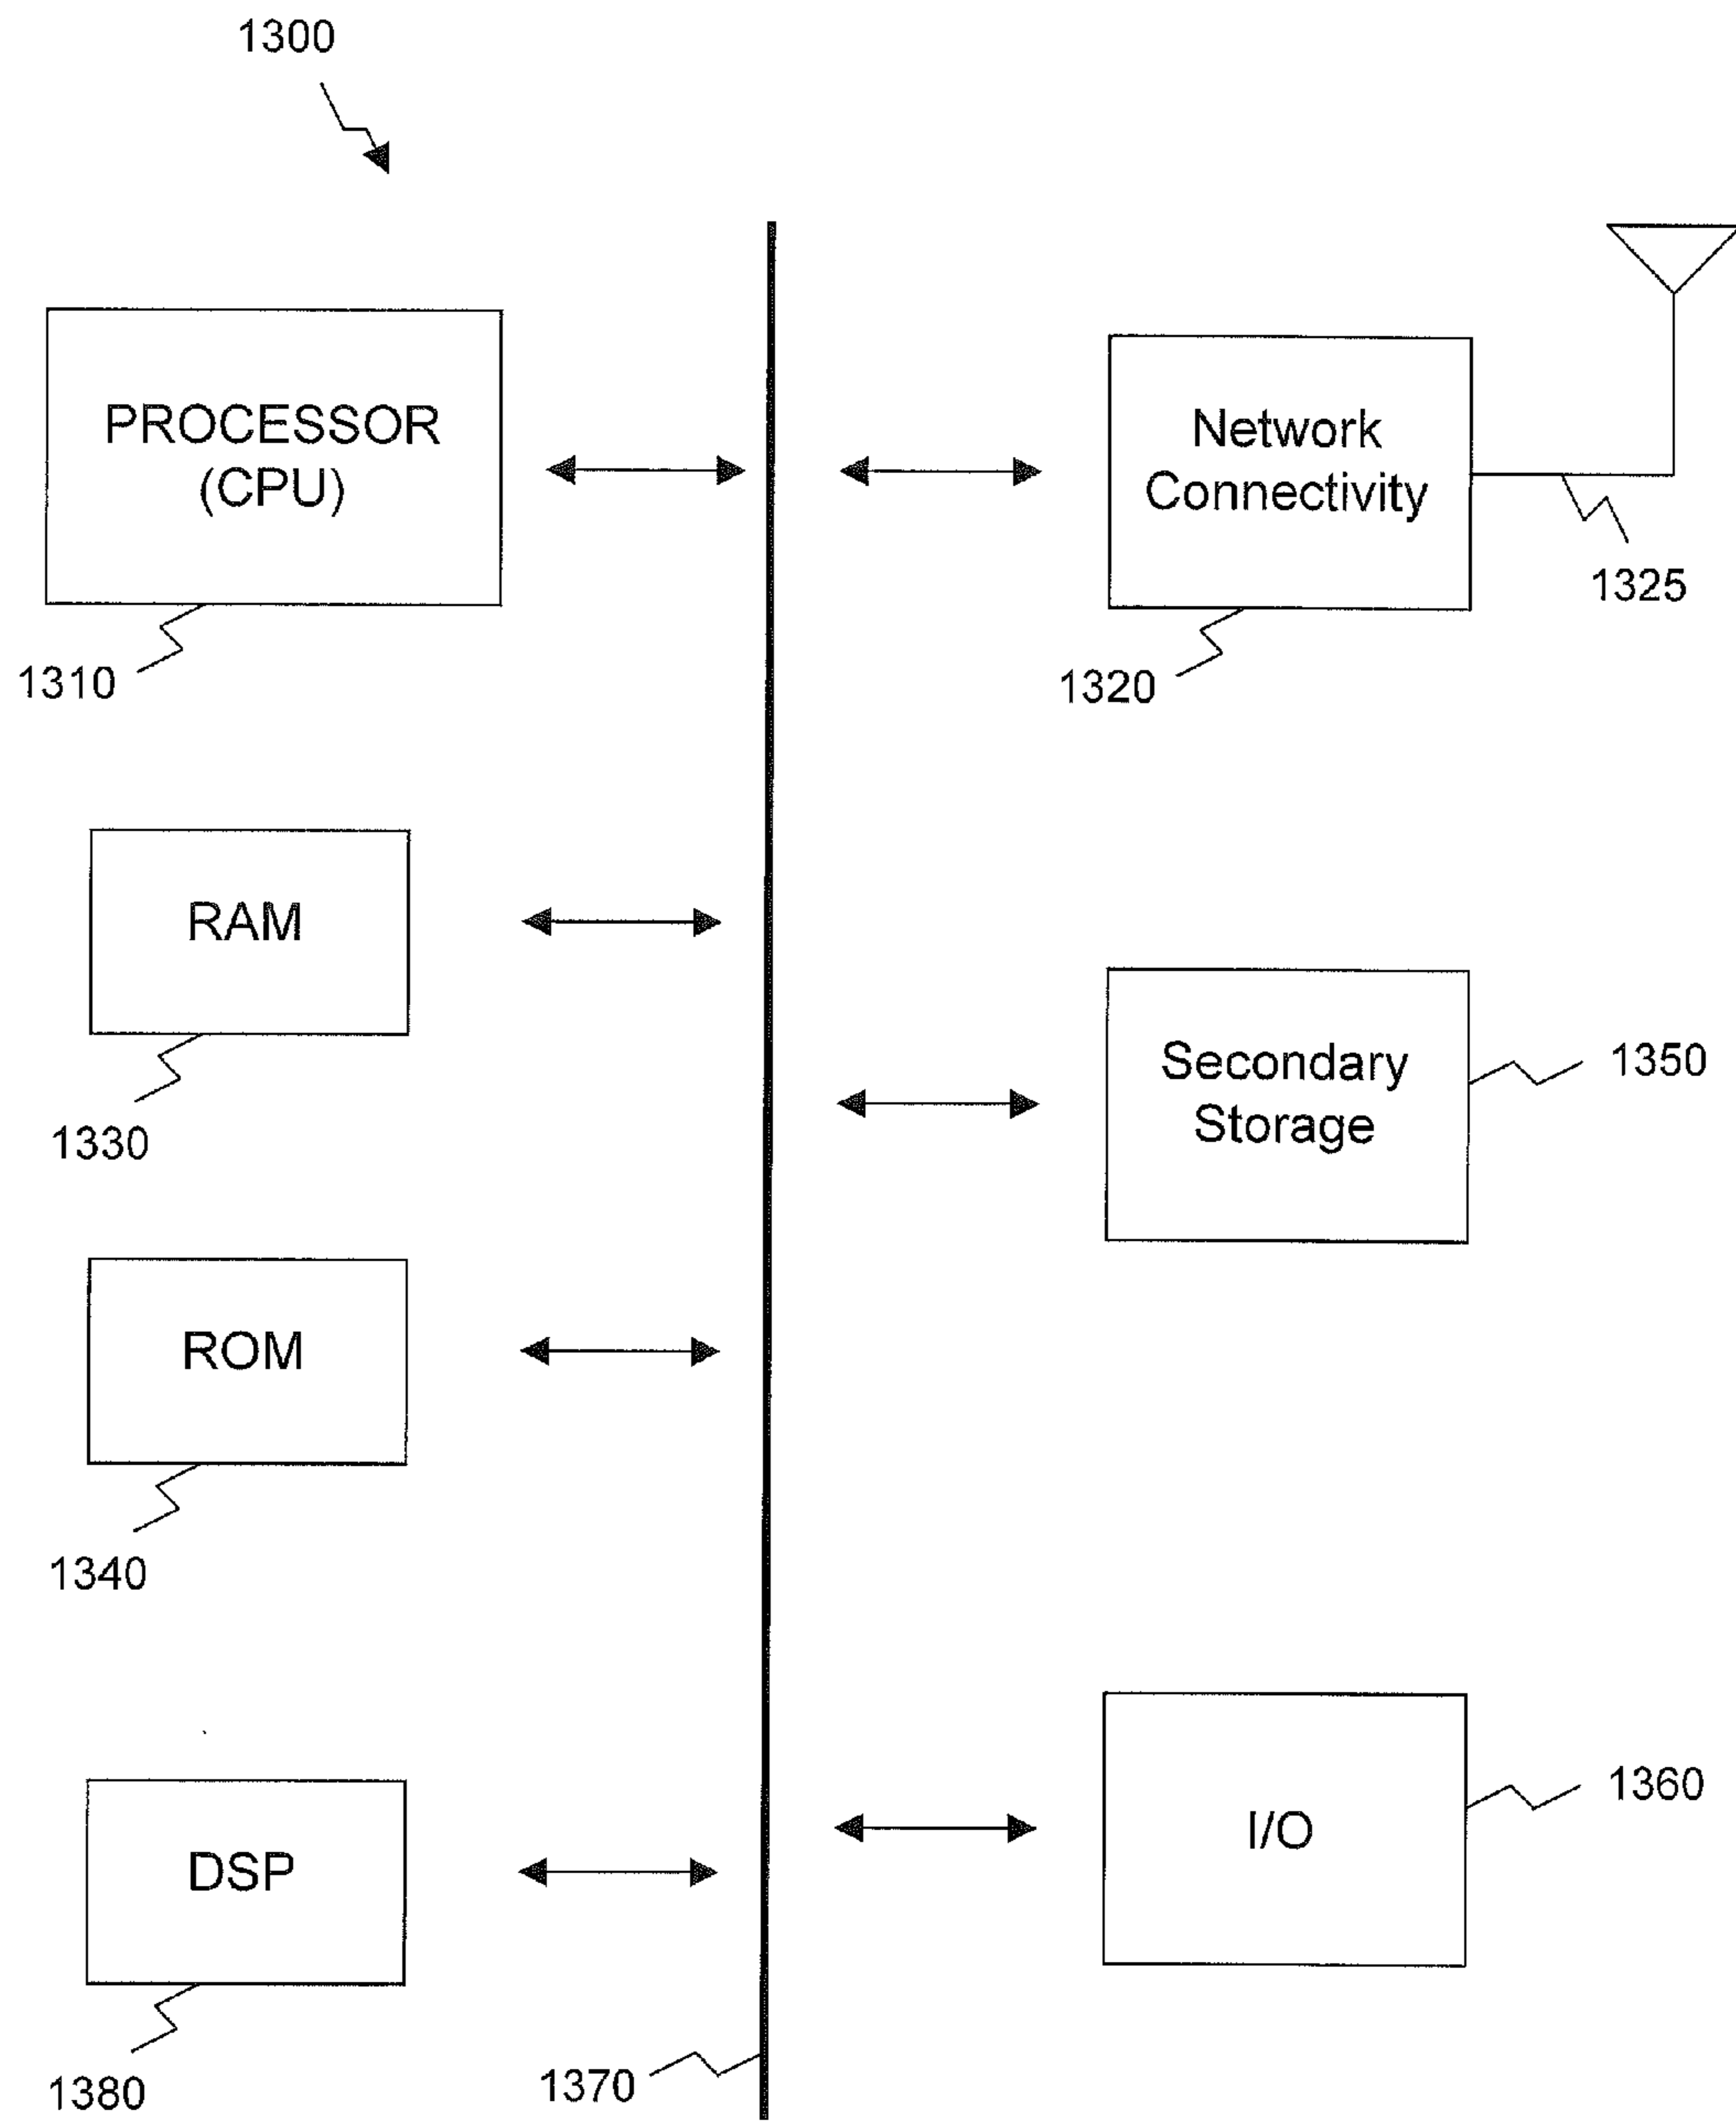 1300
PROCESSOR
(CPU)
1310
Network
Connectivity
1325
1320
RAM
1330
Secondary
Storage
1350
ROM
1340
I/O
1360
DSP
1380
1370